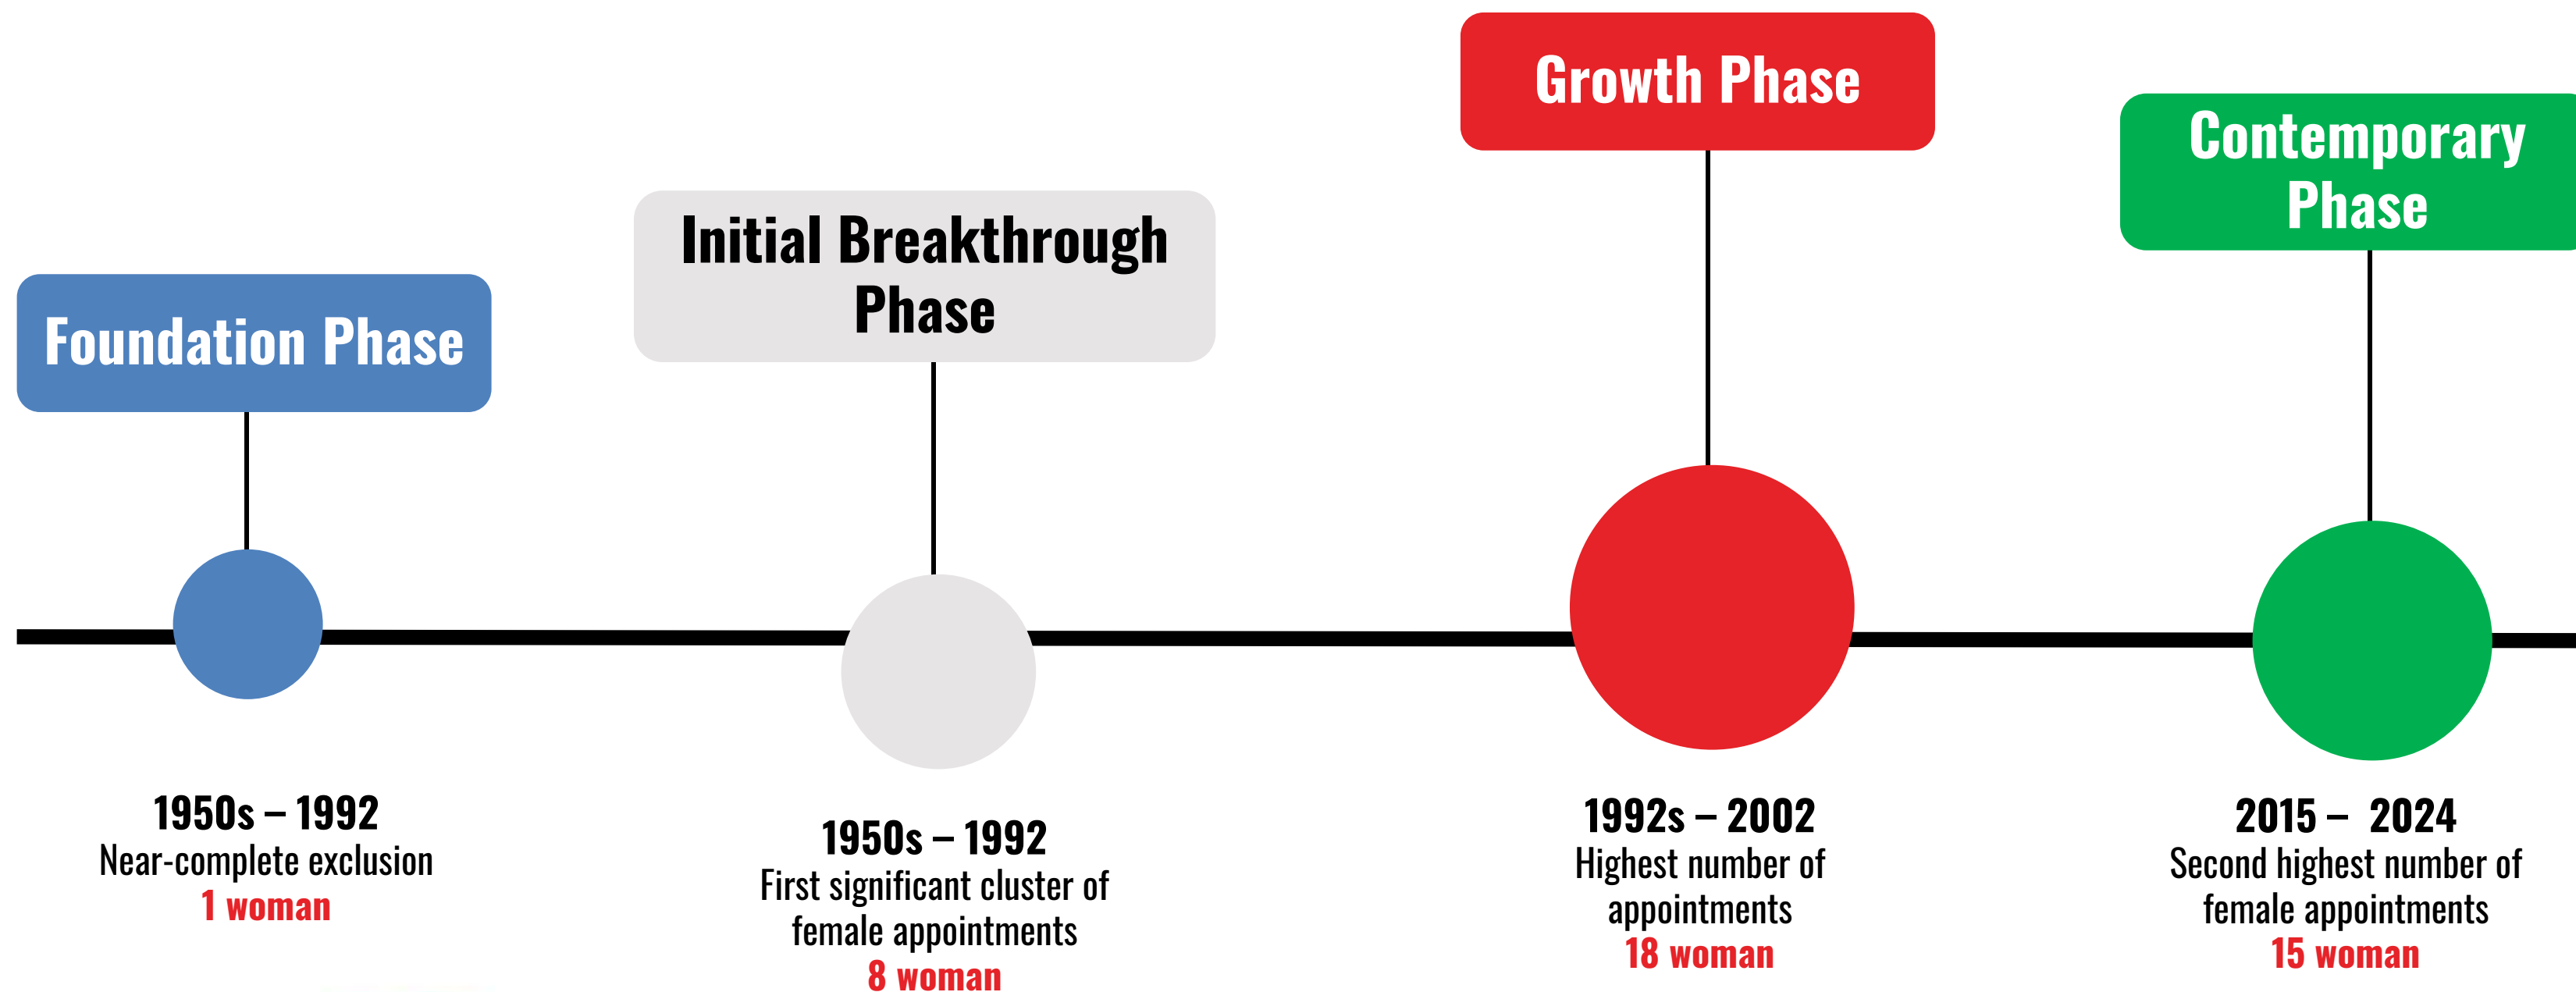 Foundation Phase
1950s – 1992
Near-complete exclusion
1 woman
Initial Breakthrough
Phase
1950s – 1992
First significant cluster of
female appointments
8 woman
Growth Phase
1992s – 2002
Highest number of
appointments
18 woman
Contemporary
Phase
2015 – 2024
Second highest number of
female appointments
15 woman